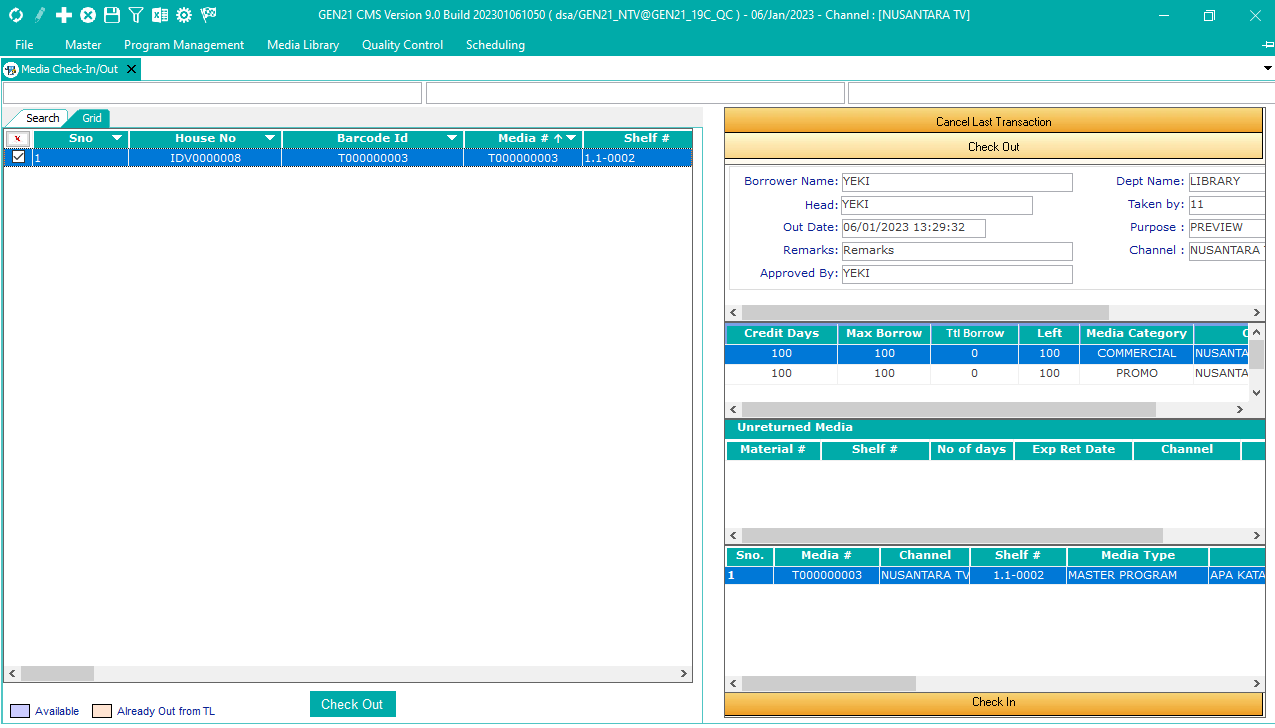 GEN21 CMS Version 9.0 Build 202301061050 ( dsa/GEN21_NTV@GEN21_19C_QC ) - 06/Jan/2023 - Channel : [NUSANTARA TV]
File Master Program Management Media Library Quality Control Scheduling
Media Check-In/Out
Search Grid
x Sno House No Barcode Id Media # Shelf #
1 IDV0000008 T000000003 T000000003 1.1-0002
Available Already Out from TL Check Out
Cancel Last Transaction
Check Out
Borrower Name: YEKI Dept Name: LIBRARY
Head: YEKI Taken by: 11
Out Date: 06/01/2023 13:29:32 Purpose : PREVIEW
Remarks: Remarks Channel : NUSANTARA
Approved By: YEKI
Credit Days Max Borrow Ttl Borrow Left Media Category
100 100 0 100 COMMERCIAL NUSANTA
100 100 0 100 PROMO NUSANTA
Unreturned Media
Material # Shelf # No of days Exp Ret Date Channel
Sno. Media # Channel Shelf # Media Type
1 T000000003 NUSANTARA TV 1.1-0002 MASTER PROGRAM APA KATA
Check In